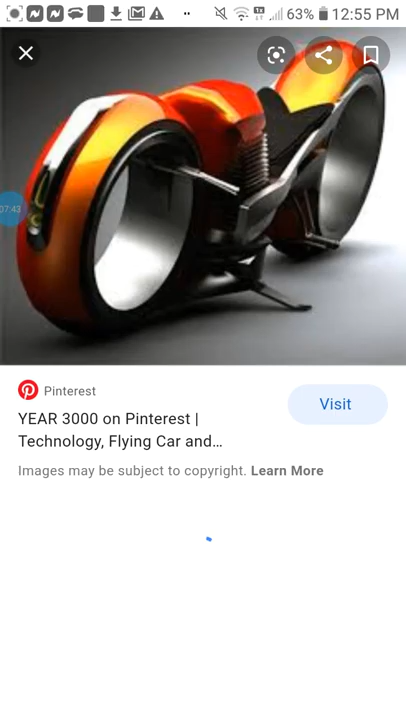 63% 12:55 PM
07:43
Pinterest
YEAR 3000 on Pinterest |
Technology, Flying Car and...
Visit
Images may be subject to copyright. Learn More